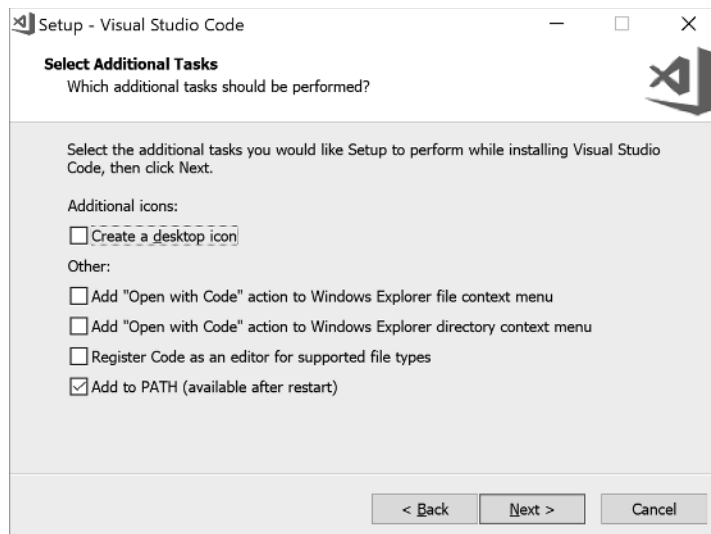 Setup - Visual Studio Code
Select Additional Tasks
Which additional tasks should be performed?
Select the additional tasks you would like Setup to perform while installing Visual Studio
Code, then click Next.
Additional icons:
Create a desktop icon
Other:
Add "Open with Code" action to Windows Explorer file context menu
Add "Open with Code" action to Windows Explorer directory context menu
Register Code as an editor for supported file types
Add to PATH (available after restart)
< Back Next > Cancel